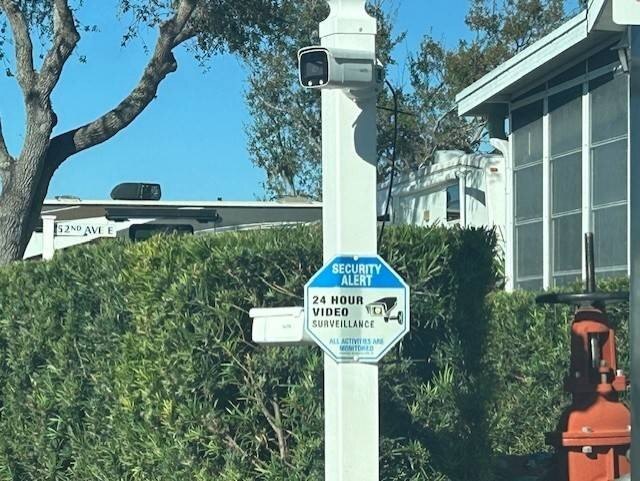 52ND AVE E
SECURITY
ALERT
24 HOUR
VIDEO
SURVEILLANCE
ALL ACTIVITIES ARE
MONITORED